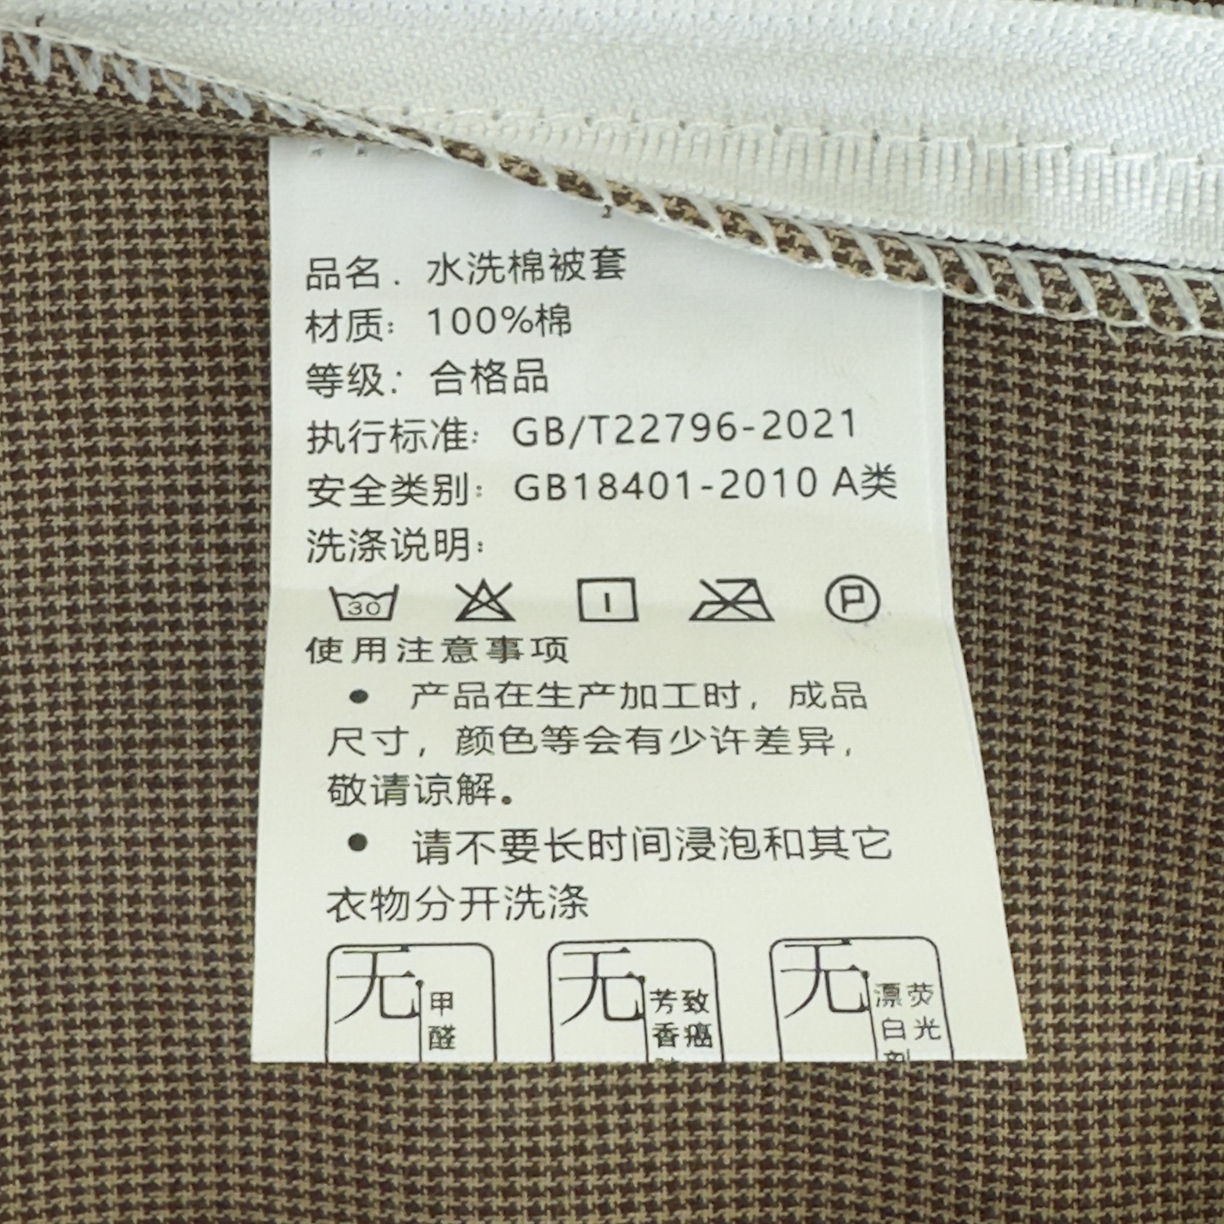 品名. 水洗棉被套
材质: 100%棉
等级: 合格品
执行标准: GB/T22796-2021
安全类别: GB18401-2010 A类
洗涤说明:
30 P
使用注意事项
• 产品在生产加工时，成品
尺寸，颜色等会有少许差异，
敬请谅解。
• 请不要长时间浸泡和其它
衣物分开洗涤
无 甲
醛
无 芳致
香癌
无 漂荧
白光
剂